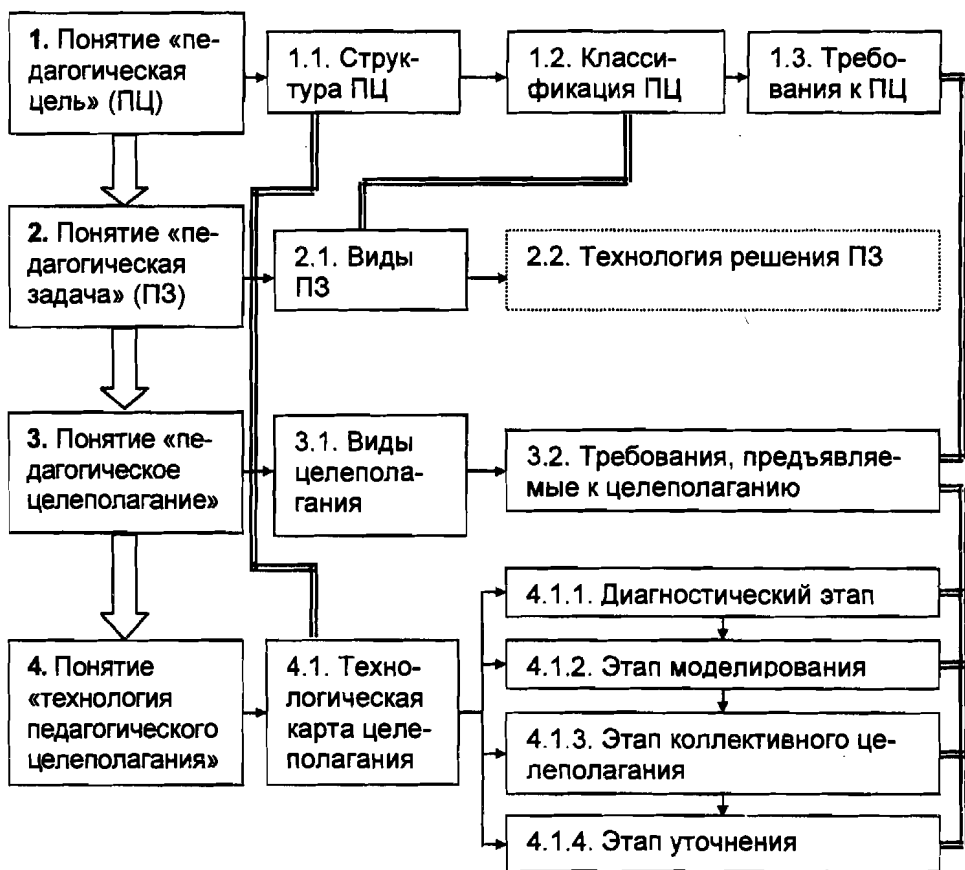 1. Понятие «пе-
дагогическая
цель» (ПЦ)
1.1. Струк-
тура ПЦ
1.2. Класси-
фикация ПЦ
1.3. Требо-
вания к ПЦ
2. Понятие «пе-
дагогическая
задача» (ПЗ)
2.1. Виды
ПЗ
2.2. Технология решения ПЗ
3. Понятие «пе-
дагогическое
целеполагание»
3.1. Виды
целепола-
гания
3.2. Требования, предъявляе-
мые к целеполаганию
4. Понятие
«технология
педагогического
целеполагания»
4.1. Техно-
логическая
карта целе-
полагания
4.1.1. Диагностический этап
4.1.2. Этап моделирования
4.1.3. Этап коллективного це-
леполагания
4.1.4. Этап уточнения